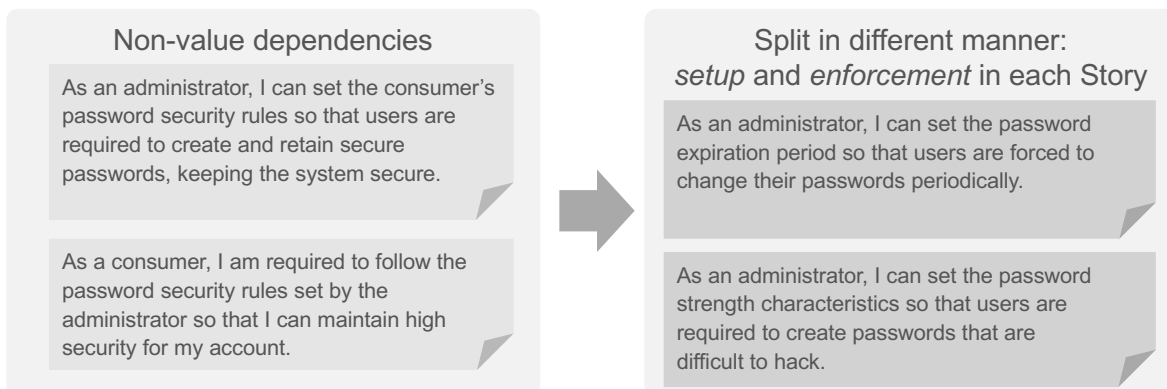 Non-value dependencies
As an administrator, I can set the consumer’s
password security rules so that users are
required to create and retain secure
passwords, keeping the system secure.
As a consumer, I am required to follow the
password security rules set by the
administrator so that I can maintain high
security for my account.
Split in different manner:
setup and enforcement in each Story
As an administrator, I can set the password
expiration period so that users are forced to
change their passwords periodically.
As an administrator, I can set the password
strength characteristics so that users are
required to create passwords that are
difficult to hack.